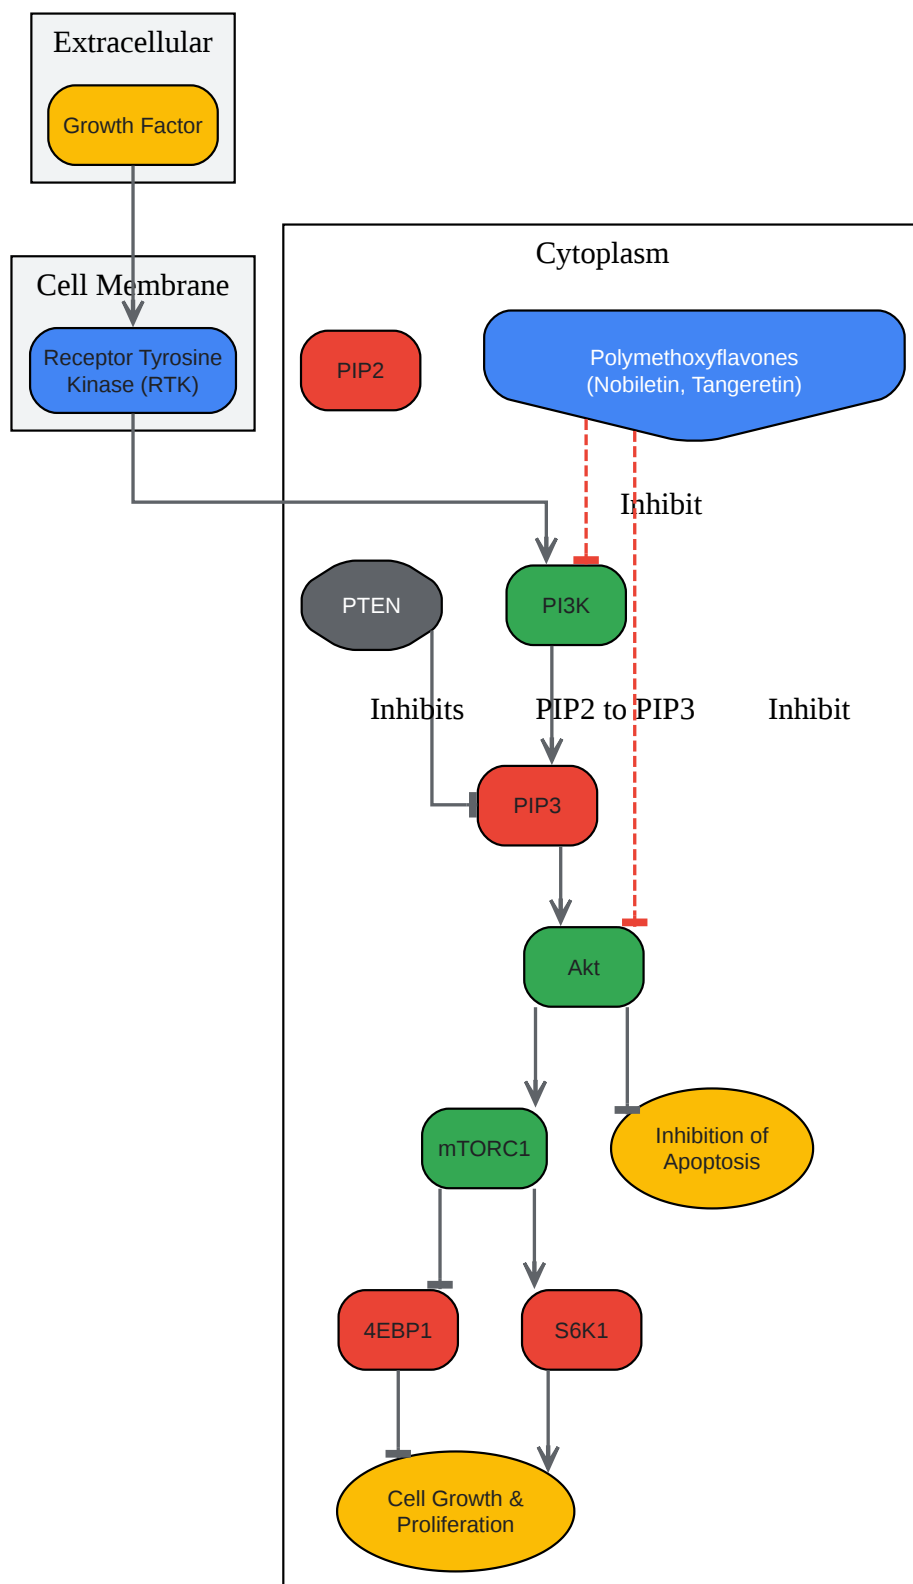 Extracellular
Growth Factor
Cytoplasm
Cell Membrane
Receptor Tyrosine
Kinase (RTK)
PIP2
Polymethoxyflavones
(Nobiletin, Tangeretin)
Inhibit
PTEN
PI3K
Inhibits
PIP2 to PIP3
Inhibit
PIP3
Akt
mTORC1
Inhibition of
Apoptosis
4EBP1
S6K1
Cell Growth &
Proliferation